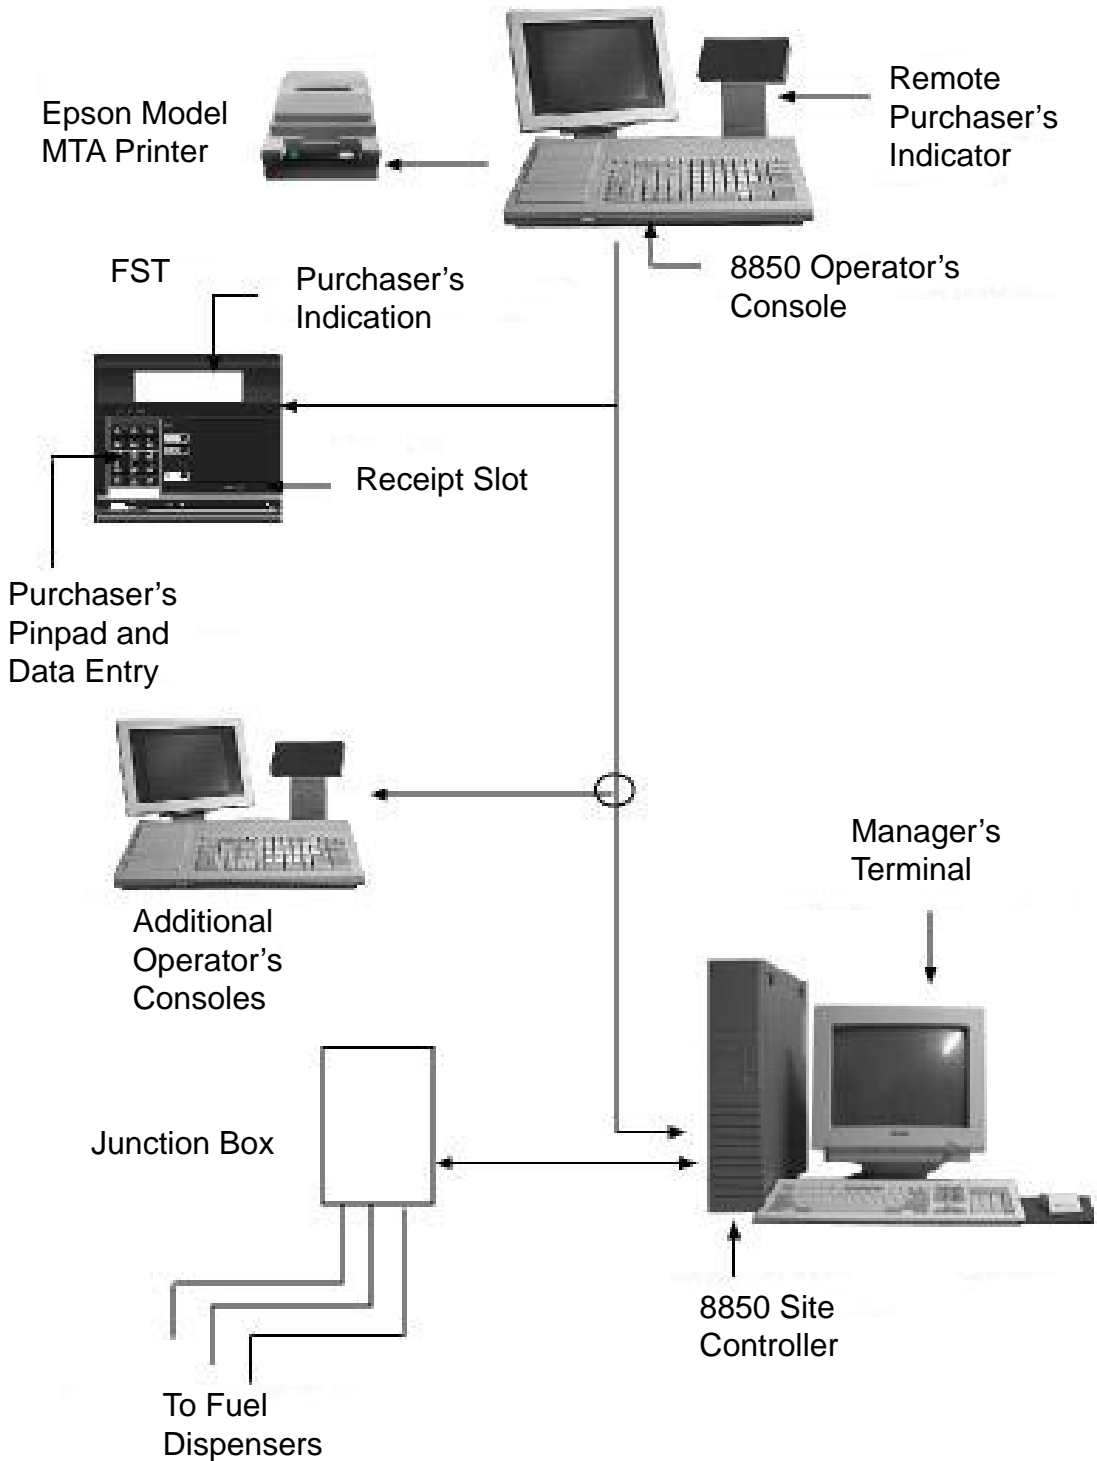 Epson Model
MTA Printer
Remote
Purchaser's
Indicator
8850 Operator's
Console
FST
Purchaser's
Indication
Receipt Slot
Purchaser's
Pinpad and
Data Entry
Additional
Operator's
Consoles
Manager's
Terminal
Junction Box
8850 Site
Controller
To Fuel
Dispensers